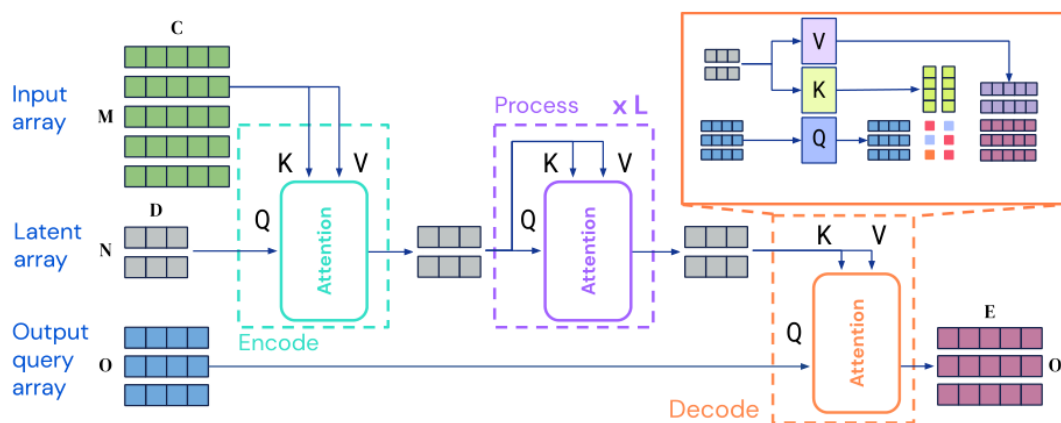 C
Input
array
M
D
Latent
array
N
Output
query
array
O
K
V
Q
Attention
Encode
Process
x L
K
V
Q
Attention
K
V
Q
Attention
Decode
E
O
V
K
Q